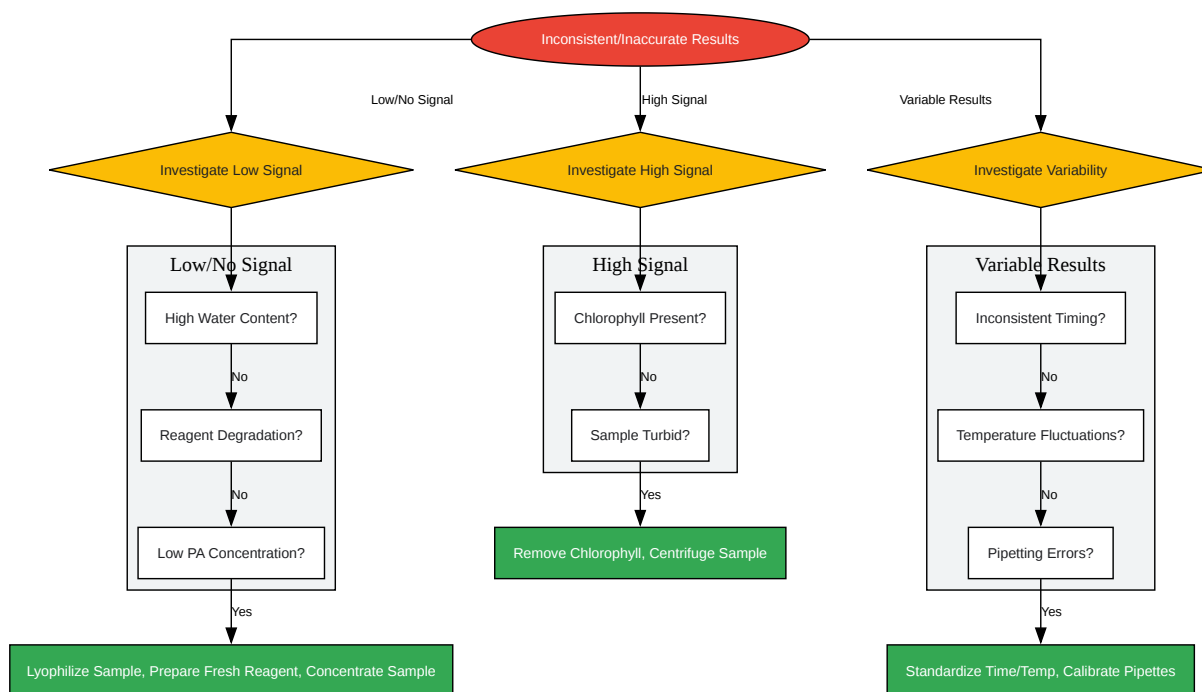 Inconsistent/Inaccurate Results
Low/No Signal
High Signal
Variable Results
Investigate Low Signal
Investigate High Signal
Investigate Variability
Low/No Signal
High Signal
Variable Results
High Water Content?
Chlorophyll Present?
Inconsistent Timing?
No
No
No
Reagent Degradation?
Sample Turbid?
Temperature Fluctuations?
No
Yes
No
Low PA Concentration?
Remove Chlorophyll, Centrifuge Sample
Pipetting Errors?
Yes
Yes
Lyophilize Sample, Prepare Fresh Reagent, Concentrate Sample
Standardize Time/Temp, Calibrate Pipettes